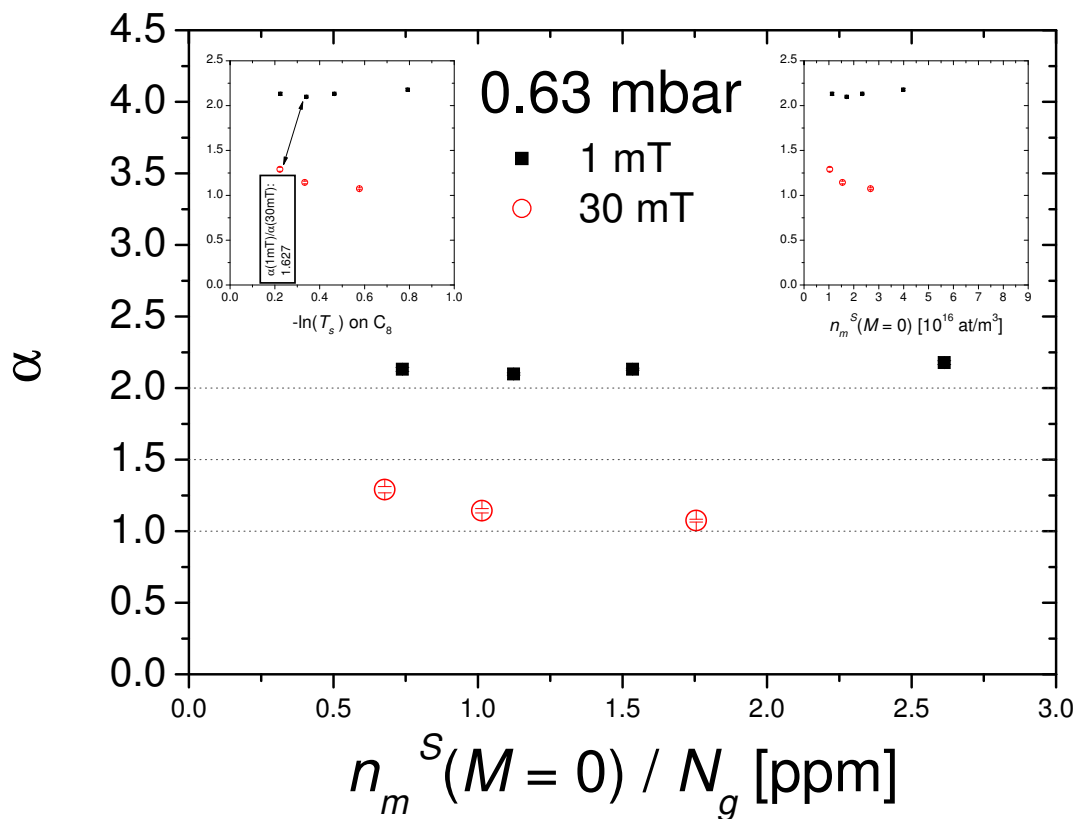 4.5
4.0
3.5
3.0
2.5
2.0
1.5
1.0
0.5
0.0
α
0.0 0.5 1.0 1.5 2.0 2.5 3.0
n_m^S(M = 0) / N_g [ppm]
0.63 mbar
1 mT
30 mT
2.5
2.0
1.5
1.0
0.5
0.0
α(1mT)/α(30mT):
1.627
0.0 0.2 0.4 0.6 0.8 1.0
-ln(T_s) on C_8
2.5
2.0
1.5
1.0
0.5
0.0
0 1 2 3 4 5 6 7 8 9
n_m^S(M = 0) [10^16 at/m^3]